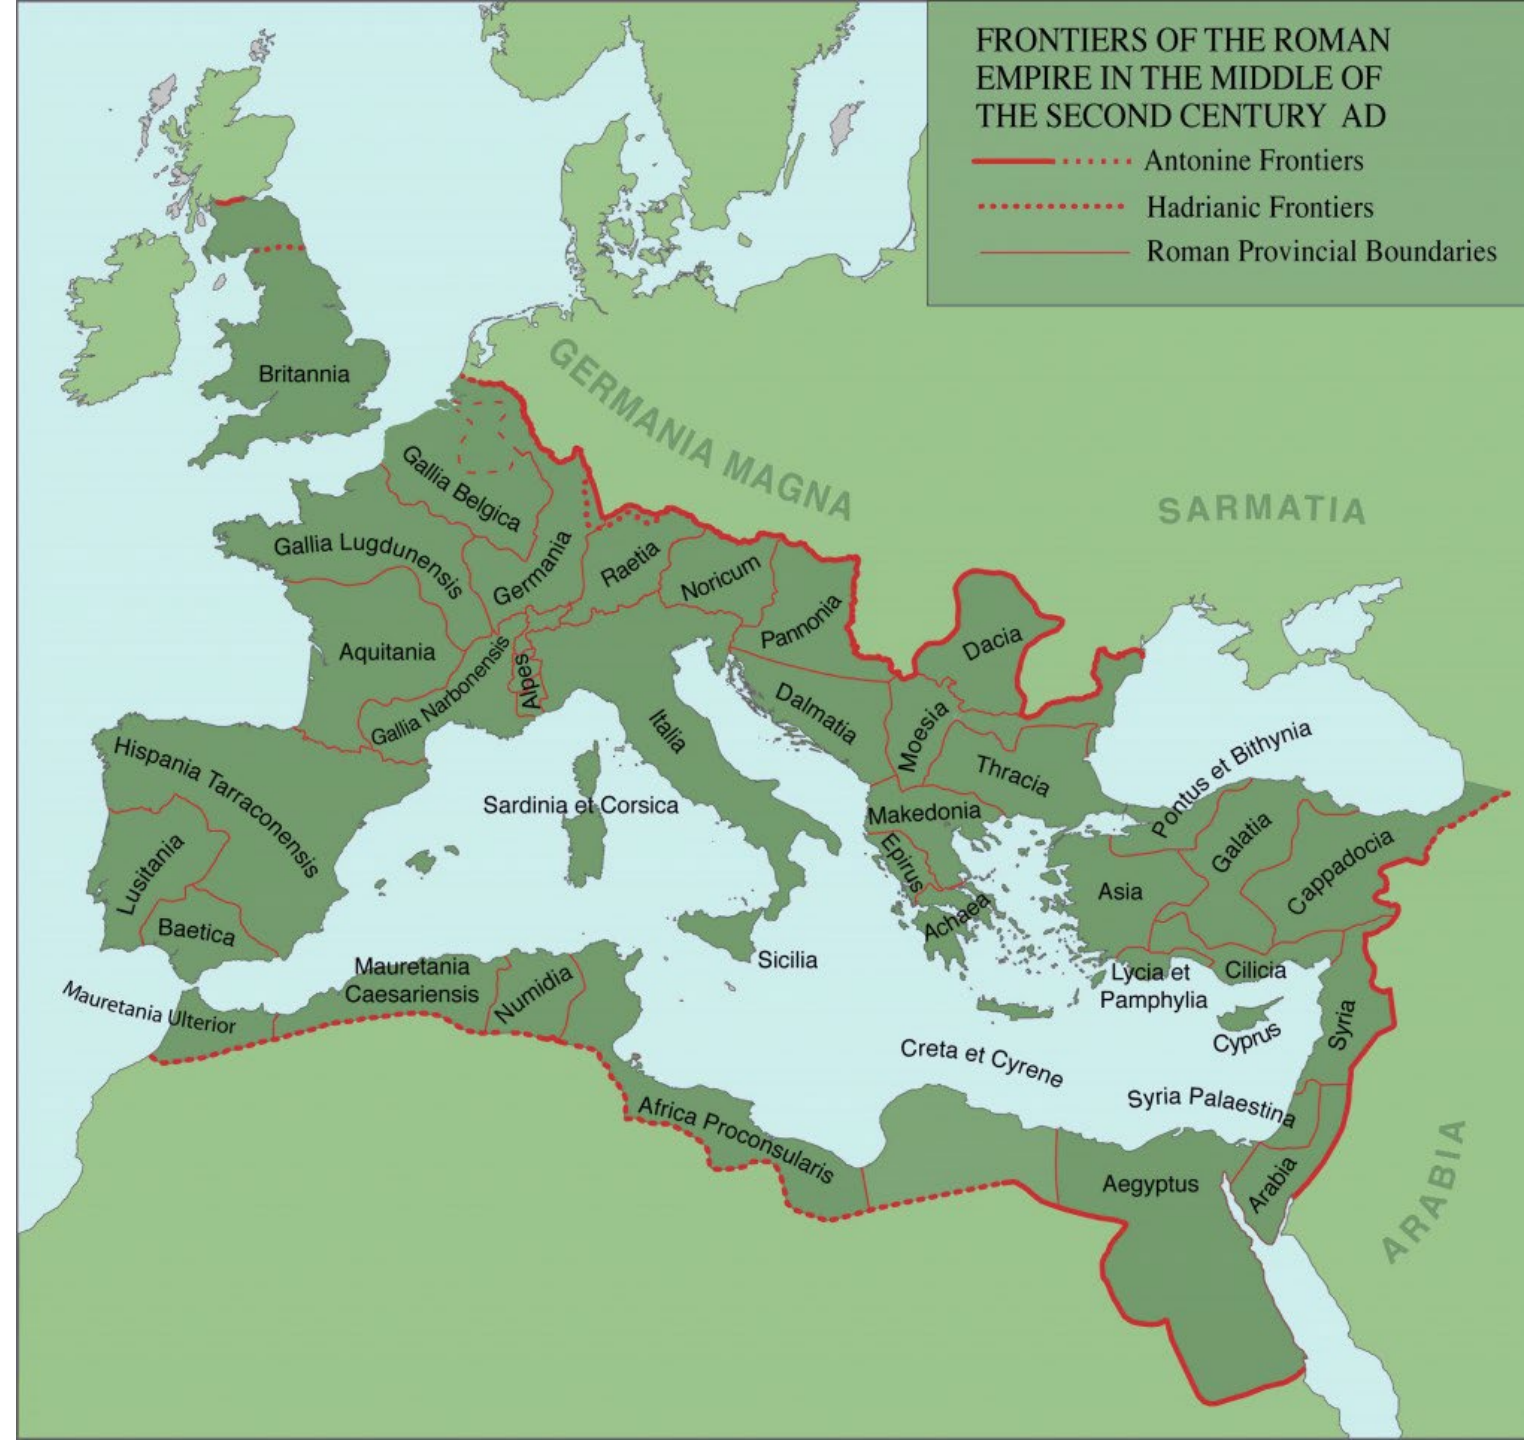 FRONTIERS OF THE ROMAN
EMPIRE IN THE MIDDLE OF
THE SECOND CENTURY AD
Antonine Frontiers
Hadrianic Frontiers
Roman Provincial Boundaries
Britannia
GERMANIA MAGNA
SARMATIA
Gallia Belgica
Gallia Lugdunensis
Germania
Raetia
Noricum
Pannonia
Dacia
Aquitania
Gallia Narbonensis
Alpes
Italia
Dalmatia
Moesia
Thracia
Pontus et Bithynia
Hispania Tarraconensis
Sardinia et Corsica
Makedonia
Epirus
Achaea
Asia
Galatia
Cappadocia
Lusitania
Baetica
Sicilia
Lycia et
Pamphylia
Cilicia
Cyprus
Syria
Mauretania Ulterior
Mauretania
Caesariensis
Numidia
Creta et Cyrene
Syria Palaestina
Africa Proconsularis
Aegyptus
Arabia
ARABIA